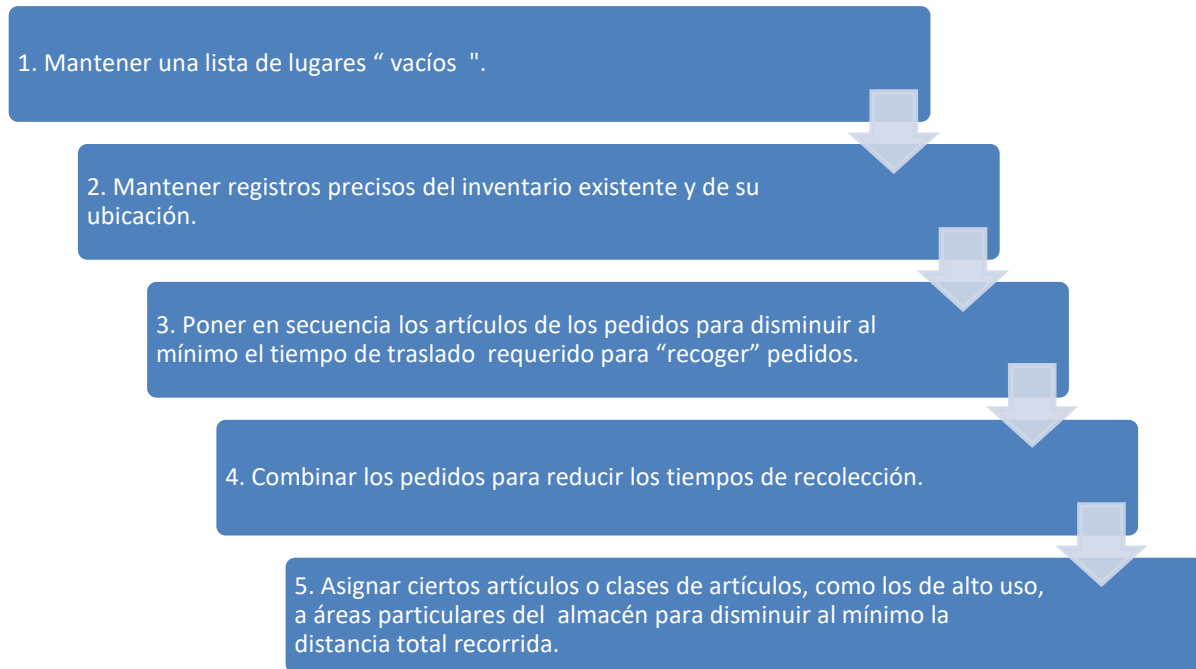 1. Mantener una lista de lugares “ vacíos ".
2. Mantener registros precisos del inventario existente y de su
ubicación.
3. Poner en secuencia los artículos de los pedidos para disminuir al
mínimo el tiempo de traslado requerido para “recoger” pedidos.
4. Combinar los pedidos para reducir los tiempos de recolección.
5. Asignar ciertos artículos o clases de artículos, como los de alto uso,
a áreas particulares del almacén para disminuir al mínimo la
distancia total recorrida.